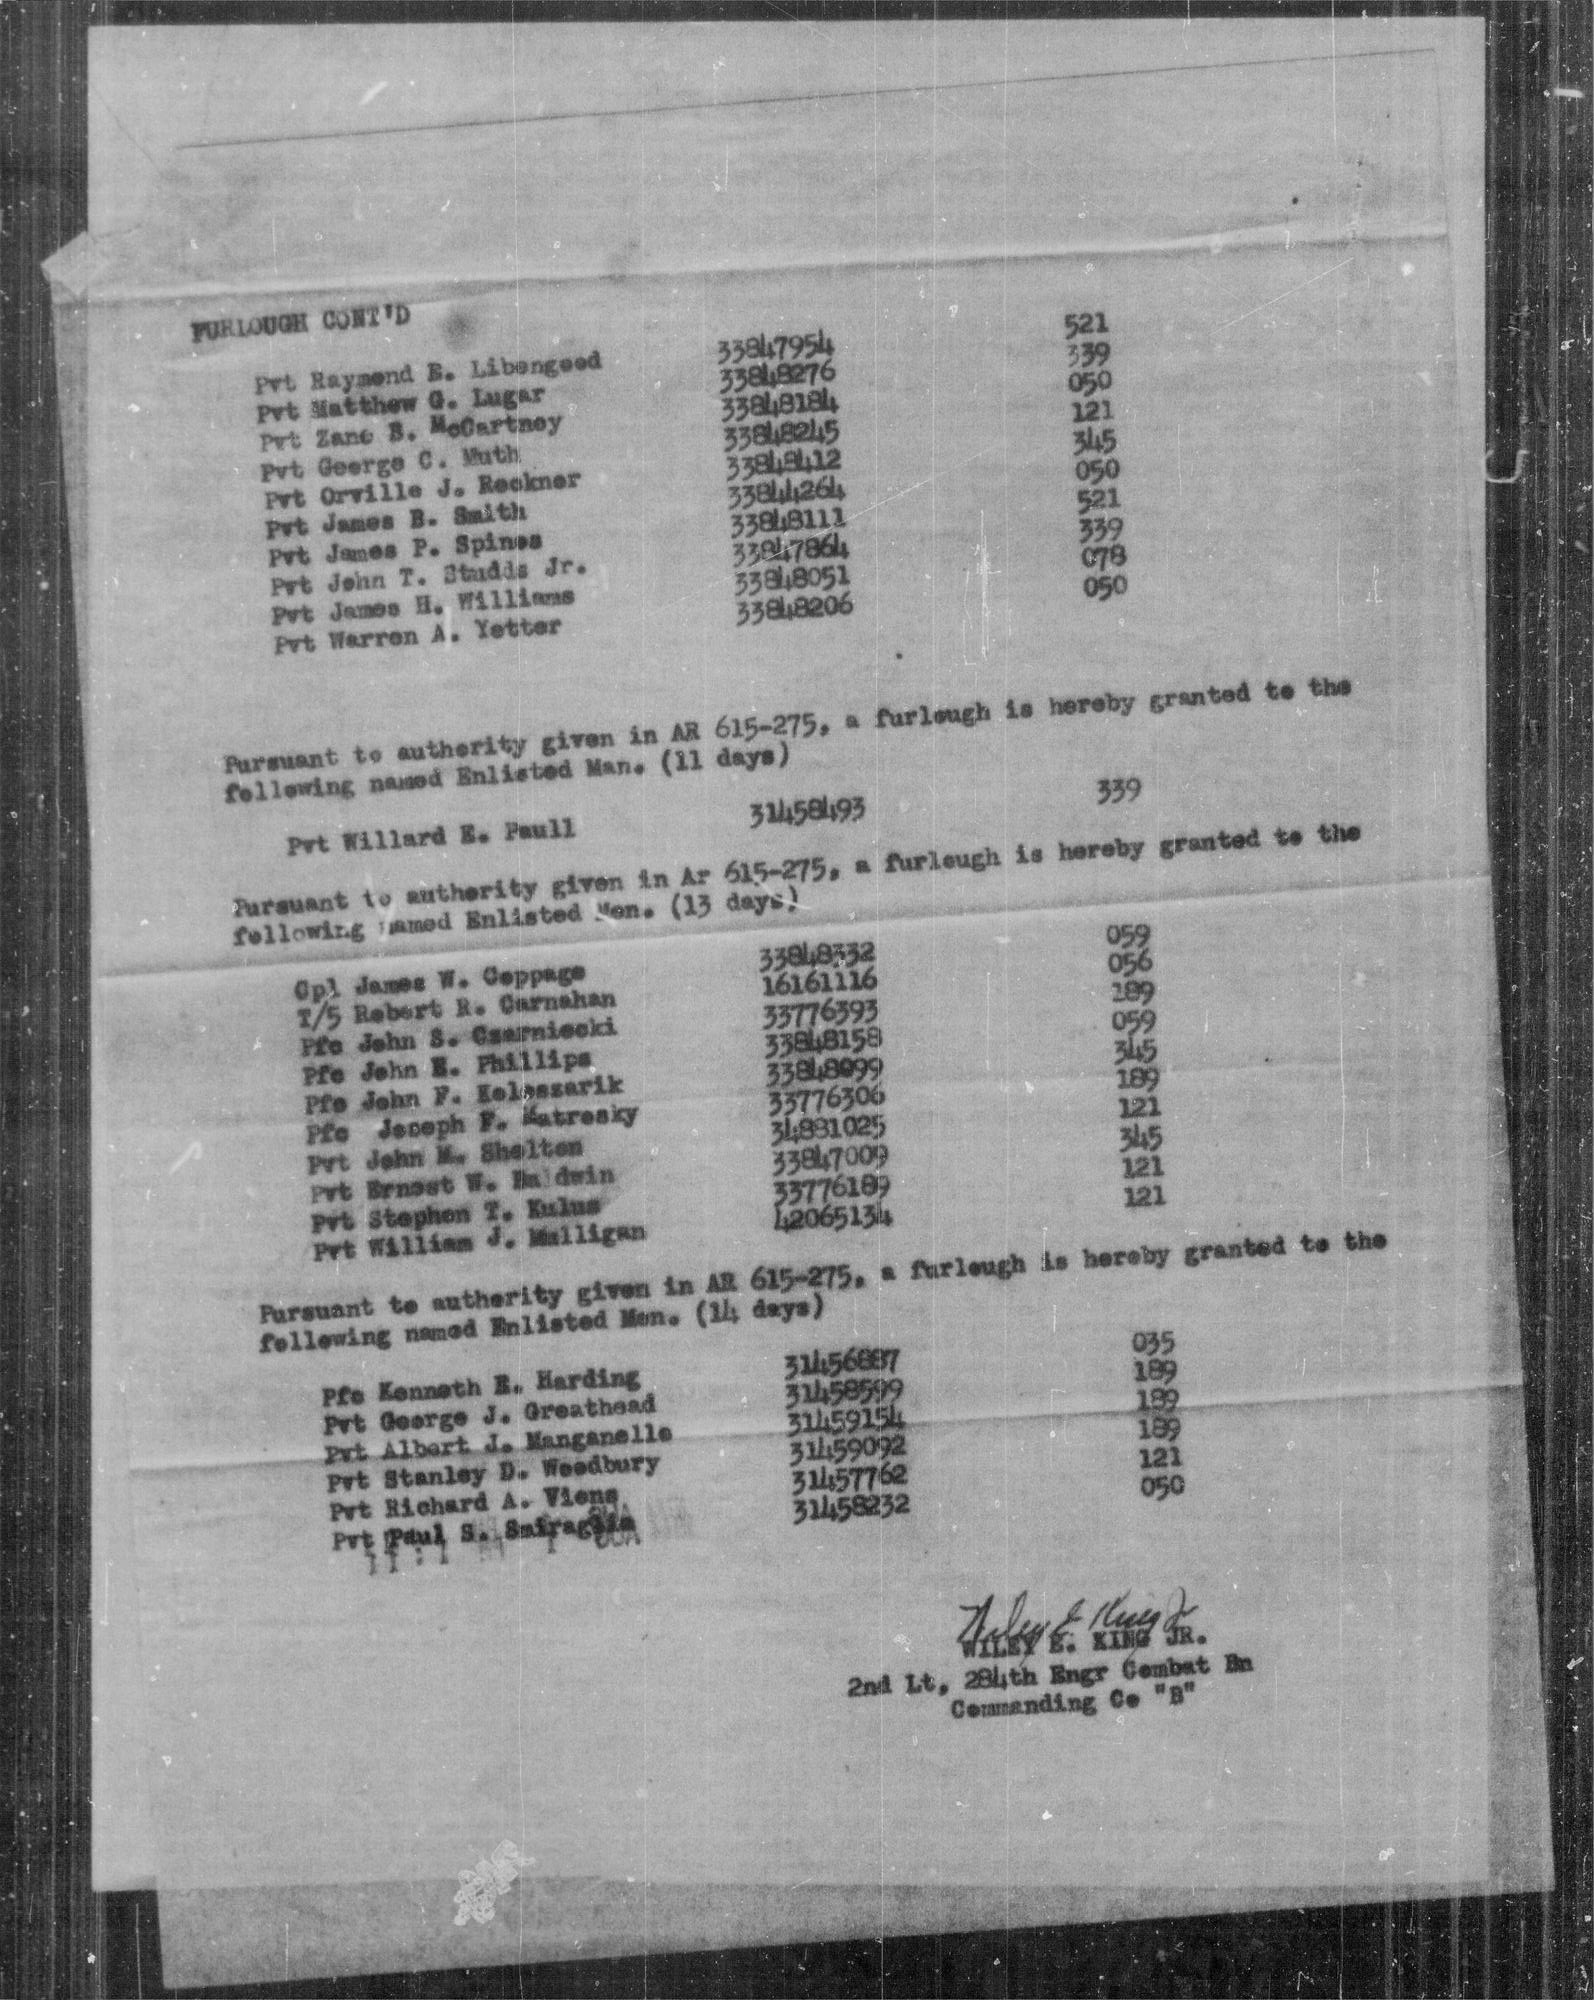 FURLOUGH CONT'D
Pvt Raymond E. Libengood 33847954 521
Pvt Matthew G. Lugar 33848276 339
Pvt Zane B. McCartney 33848184 050
Pvt George C. Muth 33848245 121
Pvt Orville J. Reckner 33848412 345
Pvt James B. Smith 33844264 050
Pvt James P. Spines 33848111 521
Pvt John T. Studds Jr. 33847864 339
Pvt James H. Williams 33848051 078
Pvt Warren A. Yetter 33848206 050
Pursuant to authority given in AR 615-275, a furlough is hereby granted to the
following named Enlisted Man. (11 days)
Pvt Willard E. Paull 31458493 339
Pursuant to authority given in Ar 615-275, a furlough is hereby granted to the
following named Enlisted Men. (13 days)
Cpl James W. Coppage 33848332 059
T/5 Robert R. Carnahan 16161116 056
Pfc John S. Czarniecki 33776393 189
Pfc John E. Phillips 33848158 059
Pfc John F. Koloszarik 33848099 345
Pfc Joseph F. Matresky 33776306 189
Pvt John M. Shelton 34881025 121
Pvt Ernest W. Baldwin 33847009 345
Pvt Stephen T. Kulus 33776189 121
Pvt William J. Mulligan 42065134 121
Pursuant to authority given in AR 615-275, a furlough is hereby granted to the
following named Enlisted Men. (14 days)
Pfc Kenneth E. Harding 31456887 035
Pvt George J. Greathead 31458599 189
Pvt Albert J. Manganello 31459154 189
Pvt Stanley D. Woodbury 31459092 189
Pvt Richard A. Viens 31457762 121
Pvt Paul S. Smiraglia 31458232 050
Wiley E King Jr
WILEY E. KING JR.
2nd Lt, 284th Engr Combat Bn
Commanding Co "B"